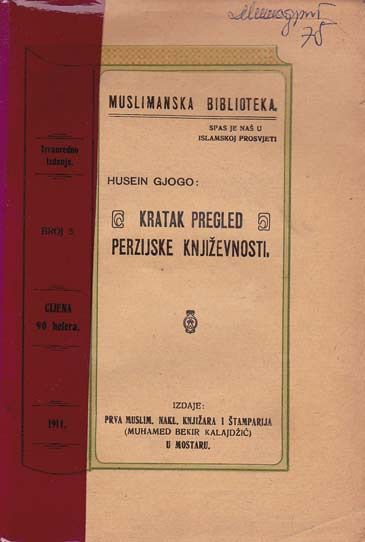 75
MUSLIMANSKA BIBLIOTEKA.
SPAS JE NAŠ U
ISLAMSKOJ PROSVJETI
HUSEIN GJOGO:
KRATAK PREGLED
PERZIJSKE KNJIŽEVNOSTI.
IZDAJE:
PRVA MUSLIM. NAKL. KNJIŽARA I ŠTAMPARIJA
(MUHAMED BEKIR KALAJDŽIĆ)
U MOSTARU.
Izvanredno
izdanje.
BROJ 5.
CIJENA
90 helera.
1911.